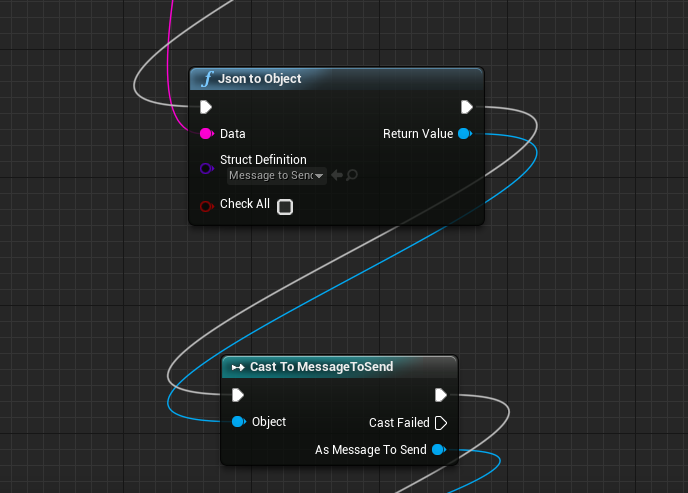 Json to Object
Data
Return Value
Struct Definition
Message to Send
Check All
Cast To MessageToSend
Cast Failed
Object
As Message To Send